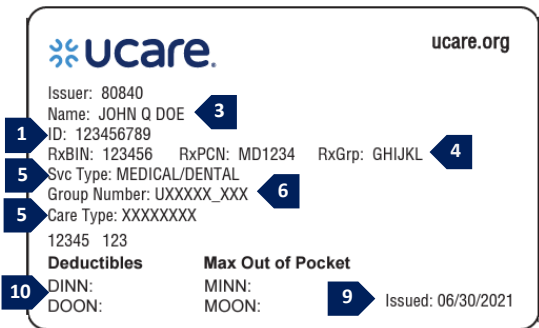 ucare.
ucare.org
Issuer: 80840
Name: JOHN Q DOE 3
1 ID: 123456789
RxBIN: 123456 RxPCN: MD1234 RxGrp: GHIJKL 4
5 Svc Type: MEDICAL/DENTAL
Group Number: UXXXXX_XXX 6
5 Care Type: XXXXXXXX
12345 123
Deductibles Max Out of Pocket
10 DINN: MINN:
DOON: MOON: 9 Issued: 06/30/2021